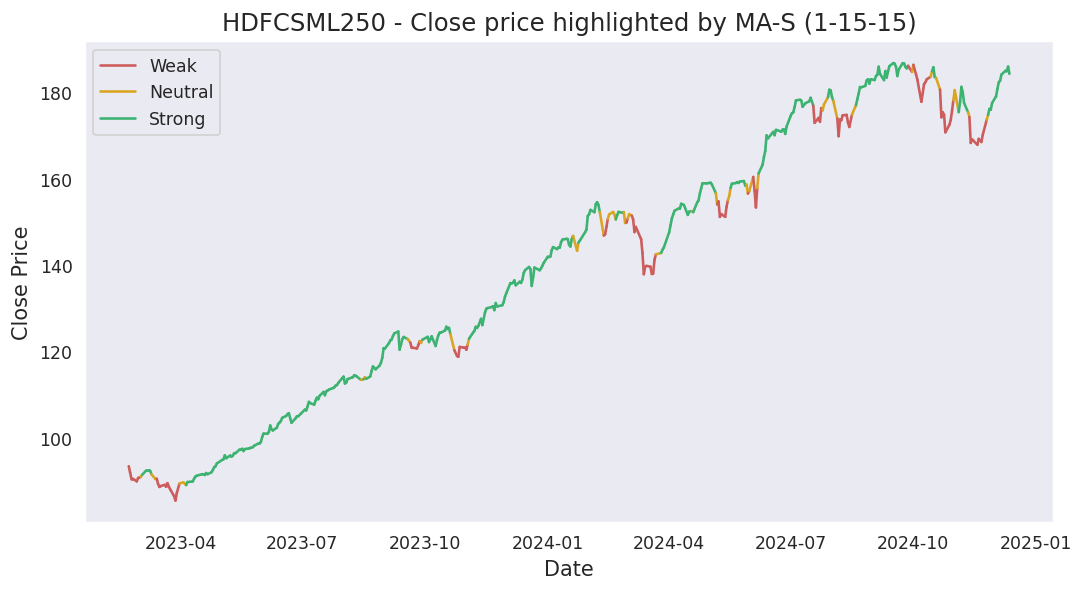 HDFCSML250 - Close price highlighted by MA-S (1-15-15)
Weak
Neutral
Strong
Close Price
180
160
140
120
100
2023-04 2023-07 2023-10 2024-01 2024-04 2024-07 2024-10 2025-01
Date